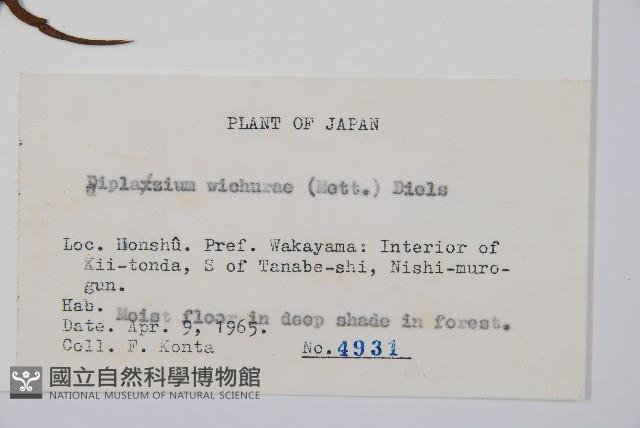 PLANT OF JAPAN
Diplazium wichurae (Mett.) Diels
Loc. Honshû. Pref. Wakayama: Interior of
Kii-tonda, S of Tanabe-shi, Nishi-muro-
gun.
Hab. Moist floor in deep shade in forest.
Date. Apr. 9, 1965.
Coll. F. Konta No. 4931
國立自然科學博物館
NATIONAL MUSEUM OF NATURAL SCIENCE